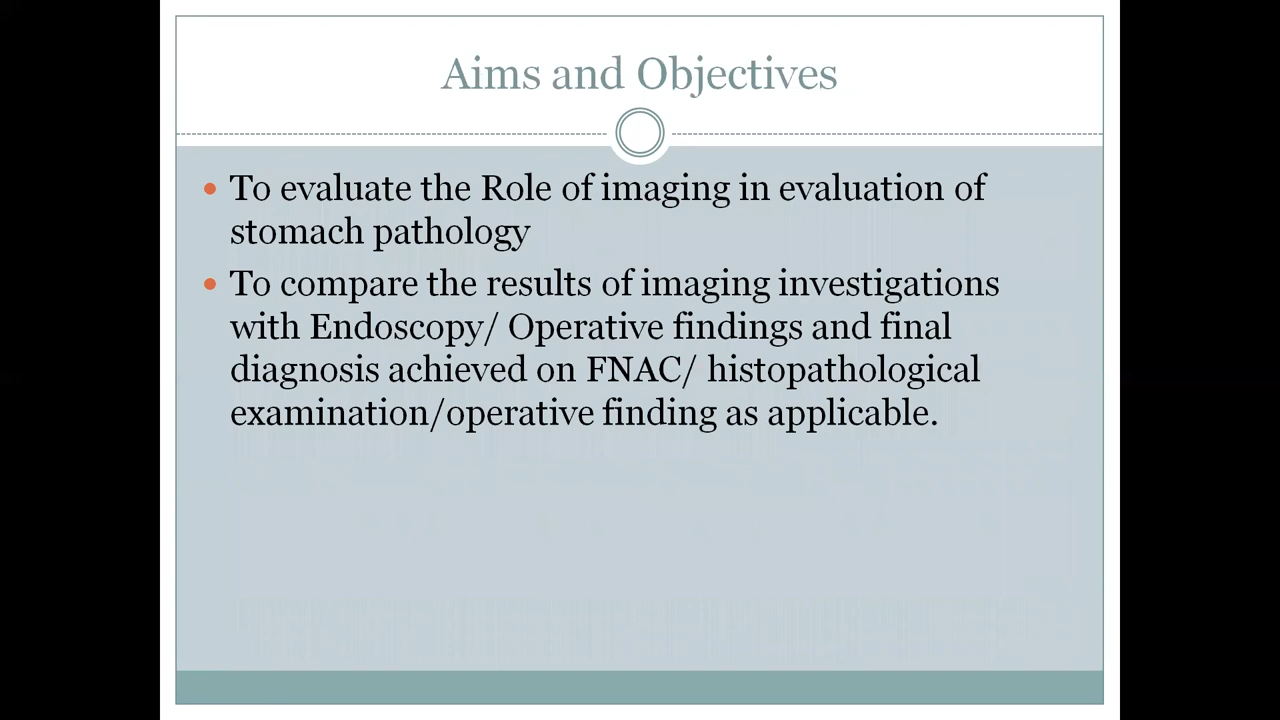 Aims and Objectives
To evaluate the Role of imaging in evaluation of
stomach pathology
To compare the results of imaging investigations
with Endoscopy/ Operative findings and final
diagnosis achieved on FNAC/ histopathological
examination/operative finding as applicable.